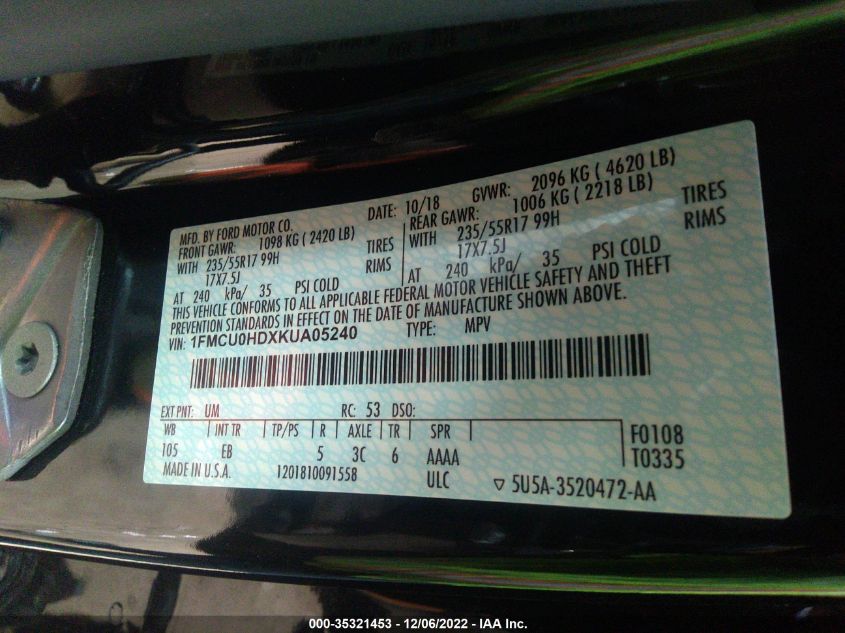 MFD. BY FORD MOTOR CO.
DATE: 10/18 GVWR: 2096 KG ( 4620 LB)
FRONT GAWR: 1098 KG ( 2420 LB)
REAR GAWR: 1006 KG ( 2218 LB)
WITH 235/55R17 99H TIRES
WITH 235/55R17 99H TIRES
17X7.5J RIMS
17X7.5J RIMS
AT 240 kPa/ 35 PSI COLD
AT 240 kPa/ 35 PSI COLD
THIS VEHICLE CONFORMS TO ALL APPLICABLE FEDERAL MOTOR VEHICLE SAFETY AND THEFT
PREVENTION STANDARDS IN EFFECT ON THE DATE OF MANUFACTURE SHOWN ABOVE.
VIN: 1FMCU0HDXKUA05240 TYPE: MPV
EXT PNT: UM RC: 53 DSO:
WB INT TR TP/PS R AXLE TR SPR
105 EB 5 3C 6 AAAA
F0108
T0335
MADE IN U.S.A. 1201810091558 ULC
▽ 5U5A-3520472-AA
000-35321453 - 12/06/2022 - IAA Inc.